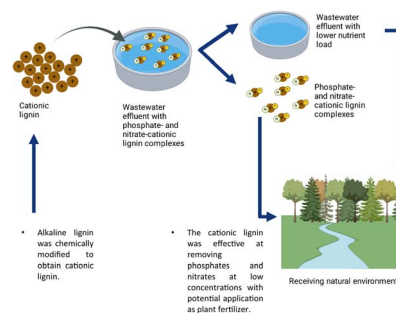 Cationic
lignin
Wastewater
effluent with
phosphate- and
nitrate-cationic
lignin complexes
Wastewater
effluent with
lower nutrient
load
Phosphate-
and nitrate-
cationic lignin
complexes
• Alkaline lignin
was chemically
modified to
obtain cationic
lignin.
• The cationic lignin
was effective at
removing
phosphates and
nitrates at low
concentrations with
potential application
as plant fertilizer.
Receiving natural environment